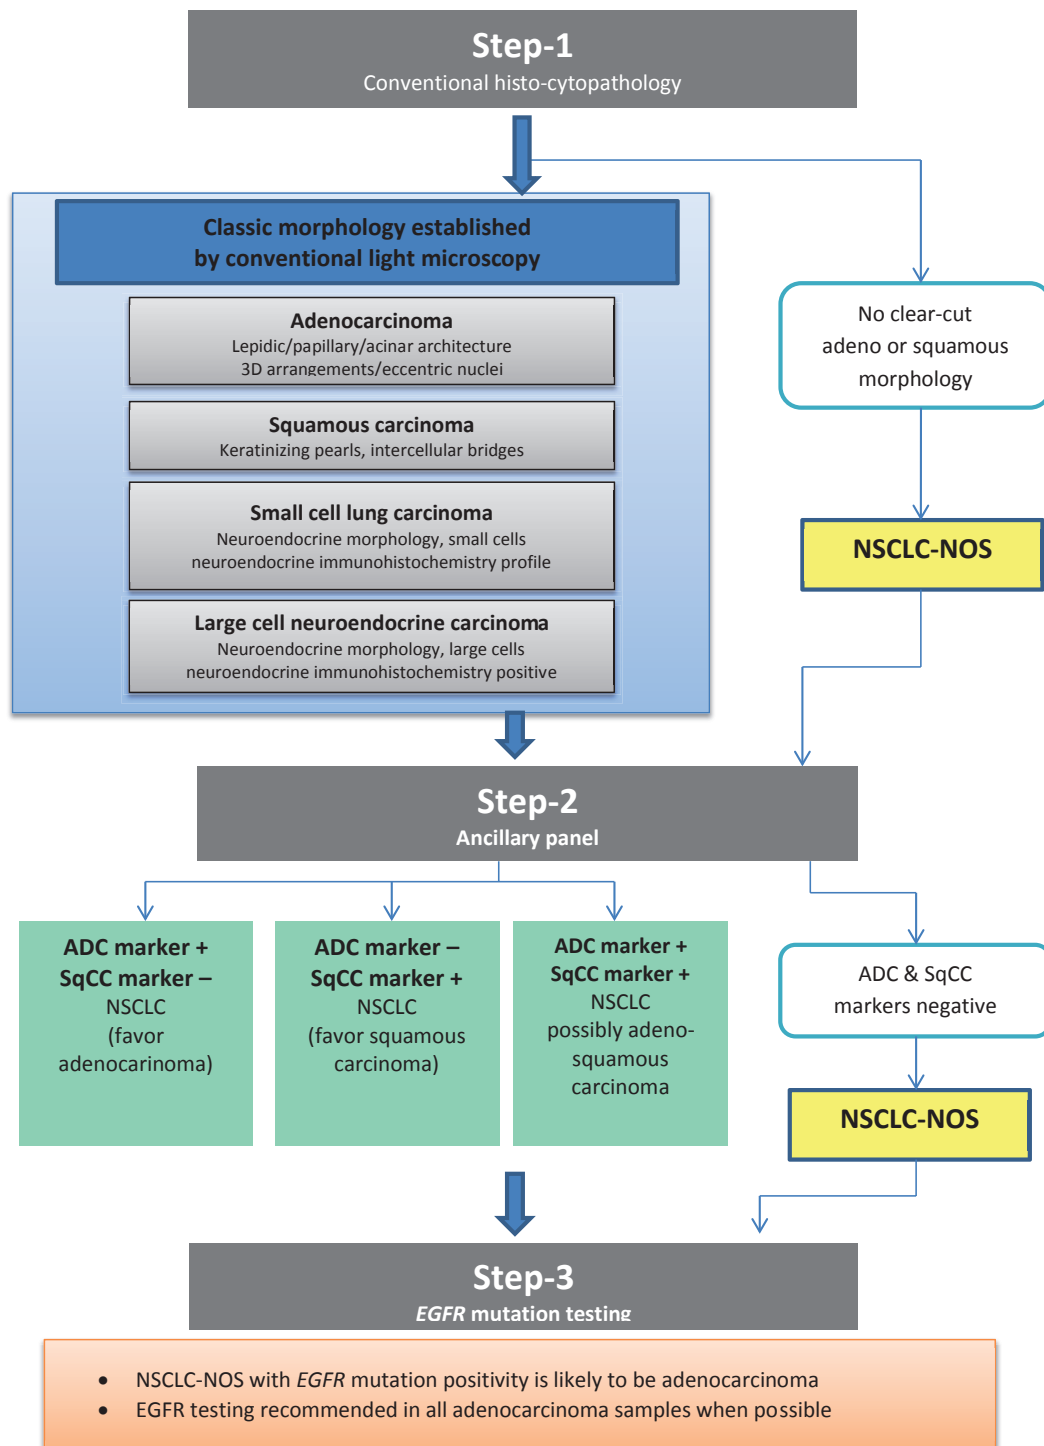 Step-1
Conventional histo-cytopathology
Classic morphology established
by conventional light microscopy
Adenocarcinoma
Lepidic/papillary/acinar architecture
3D arrangements/eccentric nuclei
Squamous carcinoma
Keratinizing pearls, intercellular bridges
Small cell lung carcinoma
Neuroendocrine morphology, small cells
neuroendocrine immunohistochemistry profile
Large cell neuroendocrine carcinoma
Neuroendocrine morphology, large cells
neuroendocrine immunohistochemistry positive
No clear-cut
adeno or squamous
morphology
NSCLC-NOS
Step-2
Ancillary panel
ADC marker +
SqCC marker –
NSCLC
(favor
adenocarinoma)
ADC marker –
SqCC marker +
NSCLC
(favor squamous
carcinoma)
ADC marker +
SqCC marker +
NSCLC
possibly adeno-
squamous
carcinoma
ADC & SqCC
markers negative
NSCLC-NOS
Step-3
EGFR mutation testing
• NSCLC-NOS with EGFR mutation positivity is likely to be adenocarcinoma
• EGFR testing recommended in all adenocarcinoma samples when possible